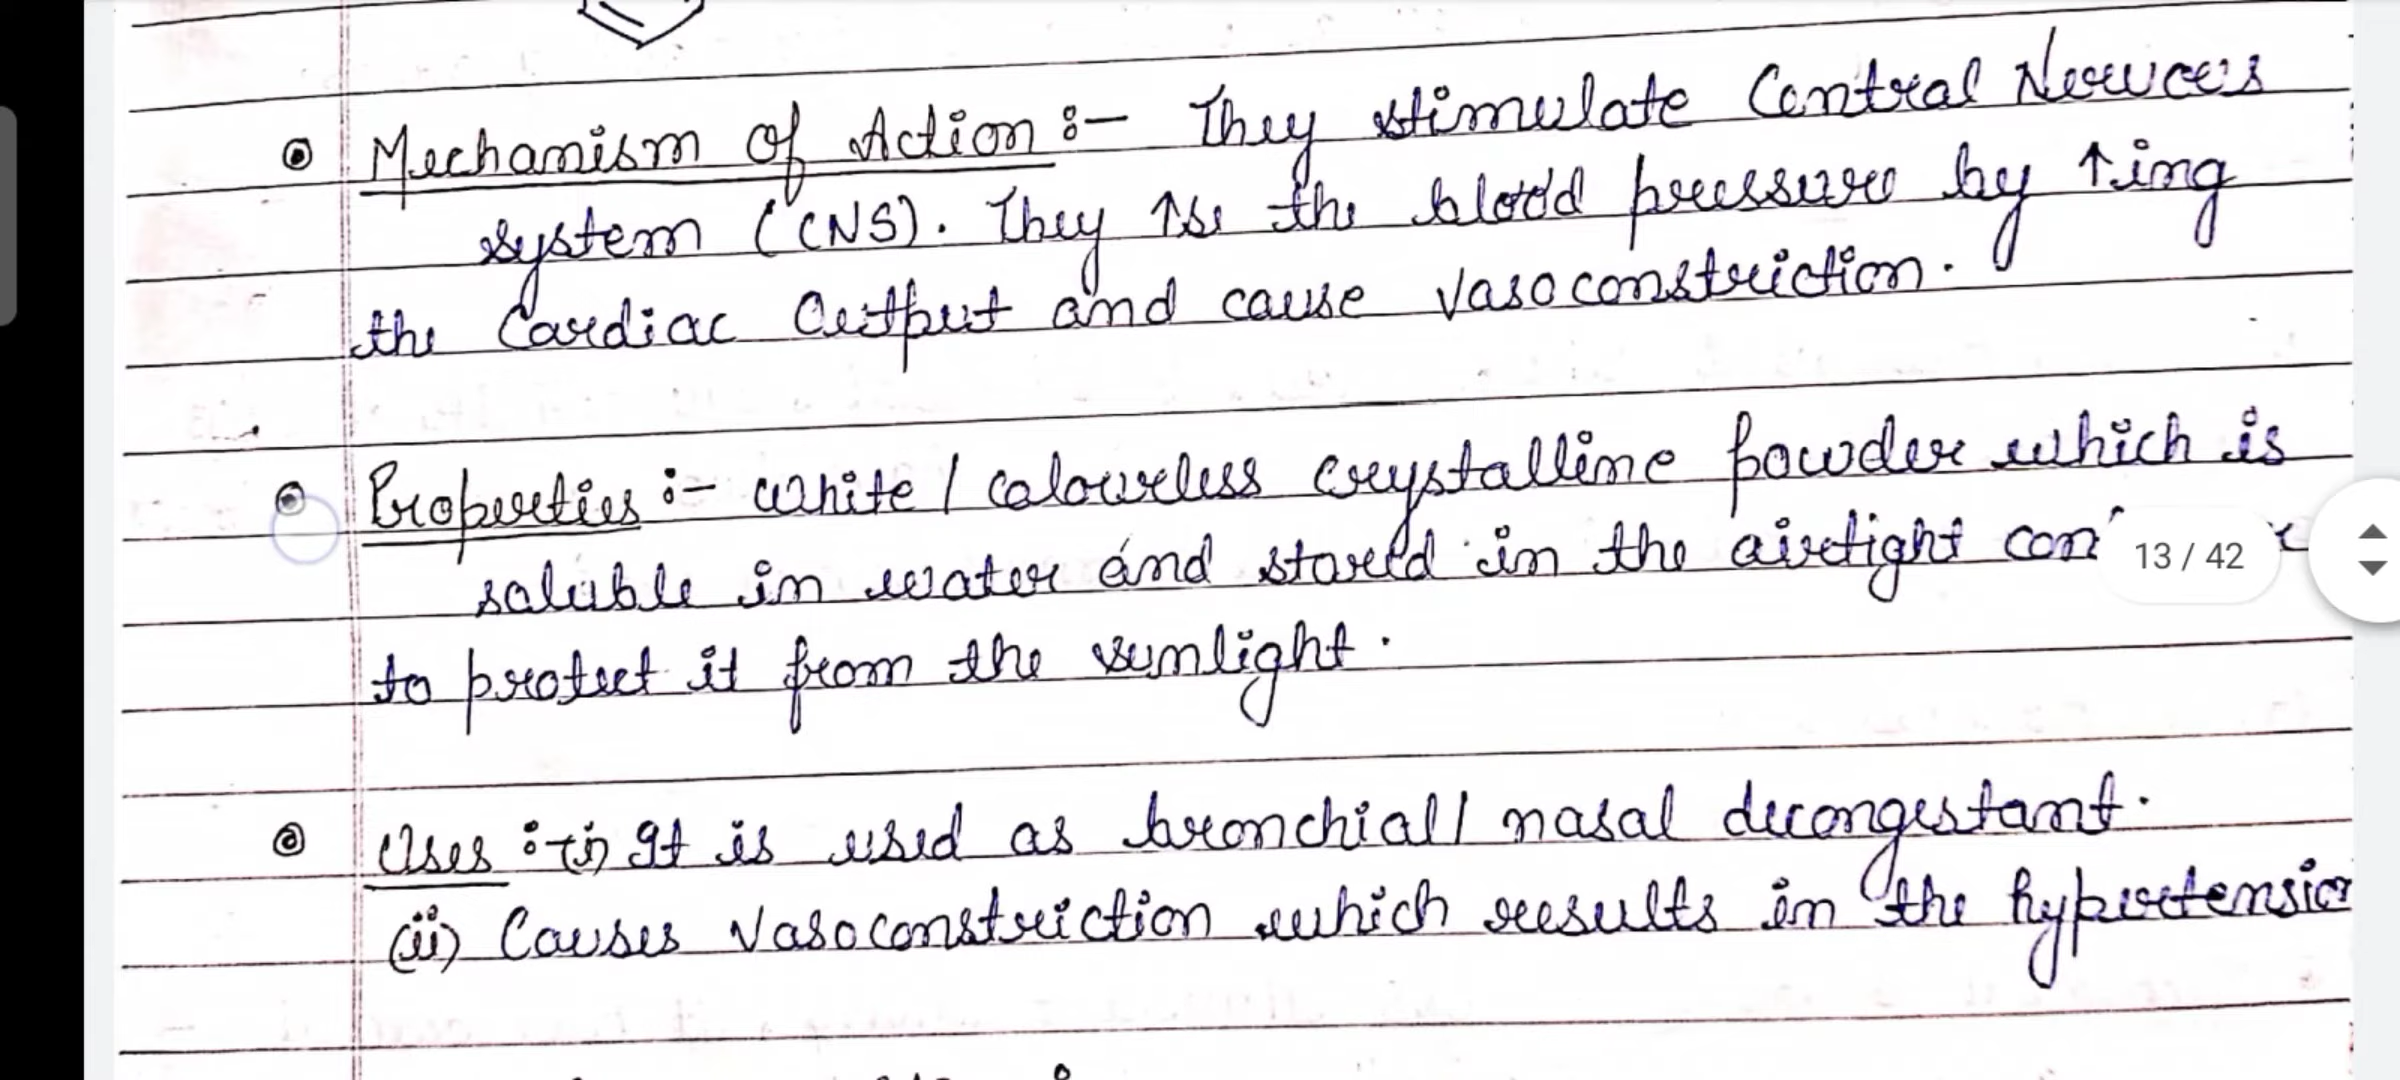 Mechanism of Action :- They stimulate Central Nervous
system (CNS). They ↑se the blood pressure by ↑ing
the Cardiac Output and cause vasoconstriction.
Properties :- White / colourless crystalline powder which is
soluble in water and stored in the airtight
13 / 42
to protect it from the sunlight.
Uses :- (i) It is used as bronchial / nasal decongestant.
(ii) Causes vasoconstriction which results in the hypertension